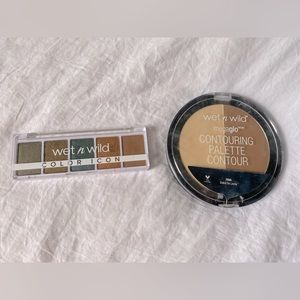 wet n wild
COLOR ICON
wet n wild
megaglo
CONTOURING
PALETTE
CONTOUR